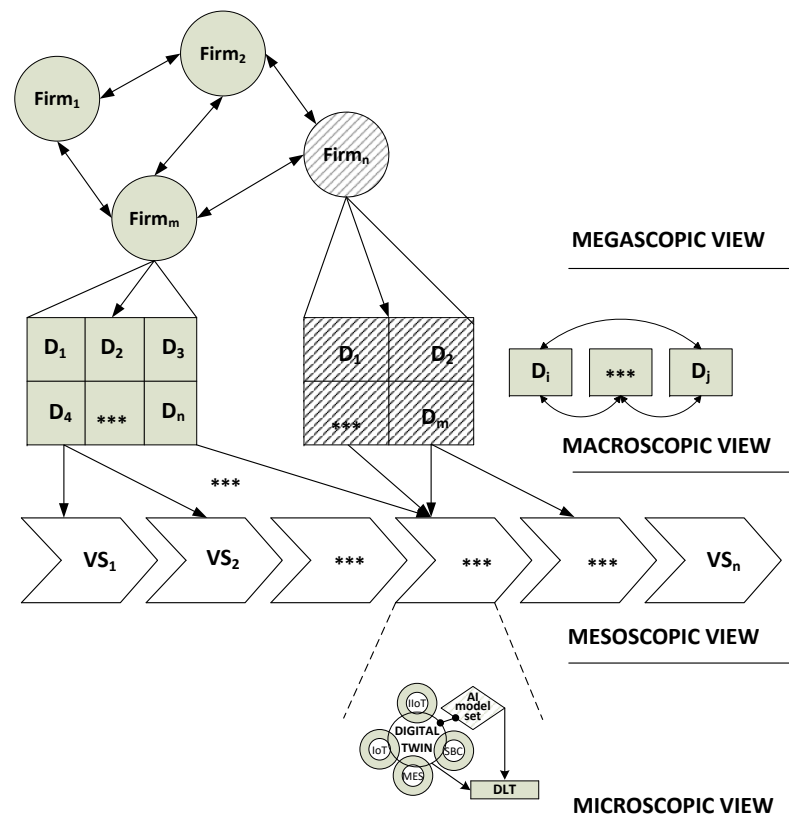 Firm₂
Firm₁
Firmₙ
Firmₘ
MEGASCOPIC VIEW
D₁ D₂ D₃
D₁ D₂
Dᵢ *** Dⱼ
D₄ *** Dₙ
*** Dₘ
MACROSCOPIC VIEW
***
VS₁ VS₂ *** *** *** VSₙ
MESOSCOPIC VIEW
IIoT
AI
model
set
DIGITAL
TWIN
IoT
SBC
MES
DLT
MICROSCOPIC VIEW